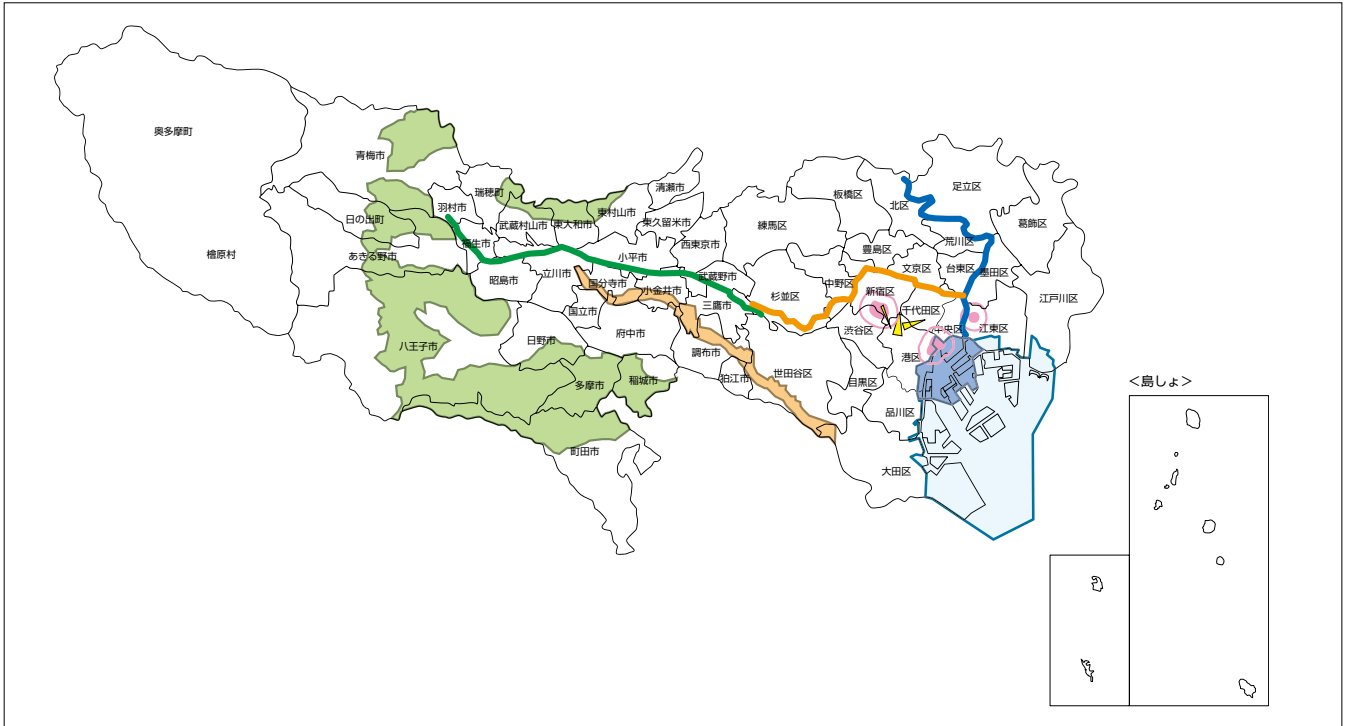 奥多摩町
青梅市
檜原村
日の出町
あきる野市
羽村市
瑞穂町
福生市
武蔵村山市
東大和市
東村山市
清瀬市
東久留米市
西東京市
小平市
昭島市
立川市
国分寺市
小金井市
武蔵野市
三鷹市
国立市
府中市
調布市
狛江市
八王子市
日野市
多摩市
稲城市
町田市
練馬区
板橋区
北区
足立区
葛飾区
荒川区
豊島区
文京区
台東区
墨田区
江戸川区
中野区
杉並区
新宿区
千代田区
渋谷区
中央区
江東区
港区
世田谷区
目黒区
品川区
大田区
<島しょ>